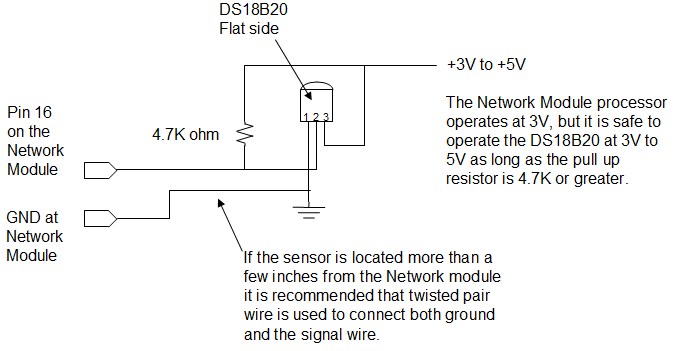 DS18B20
Flat side
+3V to +5V
The Network Module processor
operates at 3V, but it is safe to
operate the DS18B20 at 3V to
5V as long as the pull up
resistor is 4.7K or greater.
1 2 3
Pin 16
on the
Network
Module
4.7K ohm
GND at
Network
Module
If the sensor is located more than a
few inches from the Network module
it is recommended that twisted pair
wire is used to connect both ground
and the signal wire.